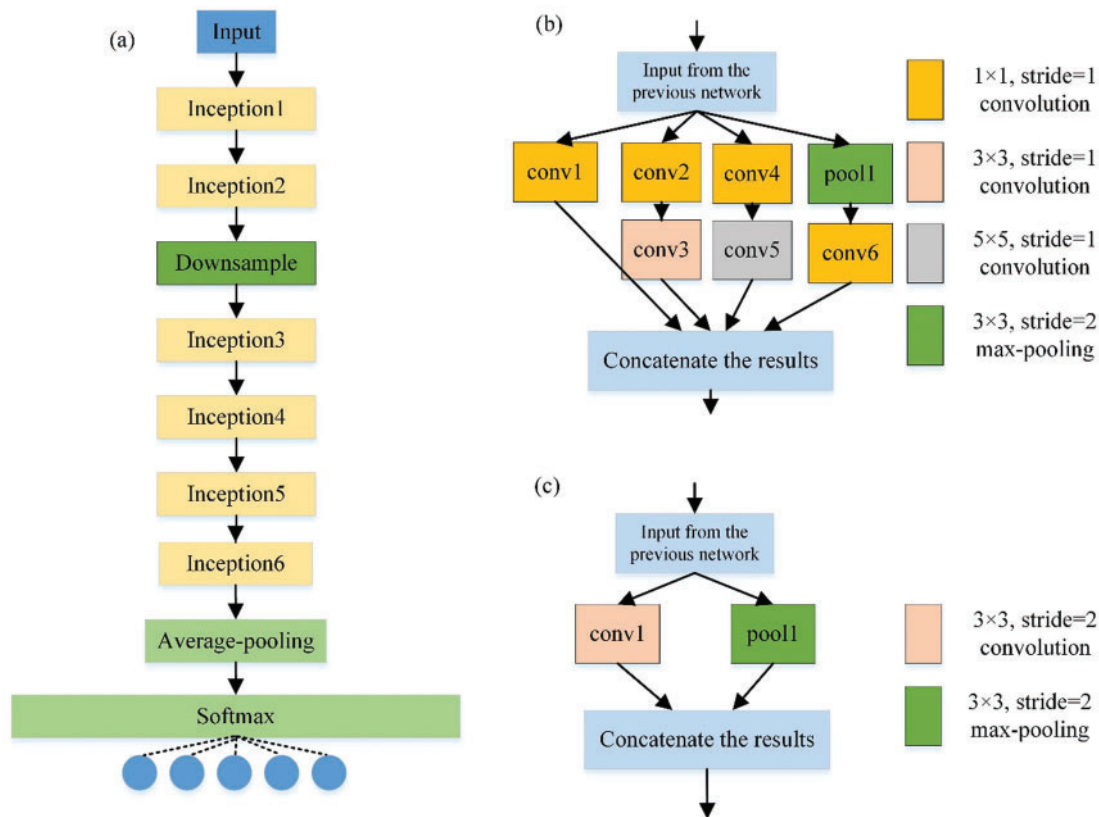 (a)
Input
Inception1
Inception2
Downsample
Inception3
Inception4
Inception5
Inception6
Average-pooling
Softmax
(b)
Input from the
previous network
conv1
conv2
conv4
pool1
conv3
conv5
conv6
Concatenate the results
1×1, stride=1
convolution
3×3, stride=1
convolution
5×5, stride=1
convolution
3×3, stride=2
max-pooling
(c)
Input from the
previous network
conv1
pool1
Concatenate the results
3×3, stride=2
convolution
3×3, stride=2
max-pooling